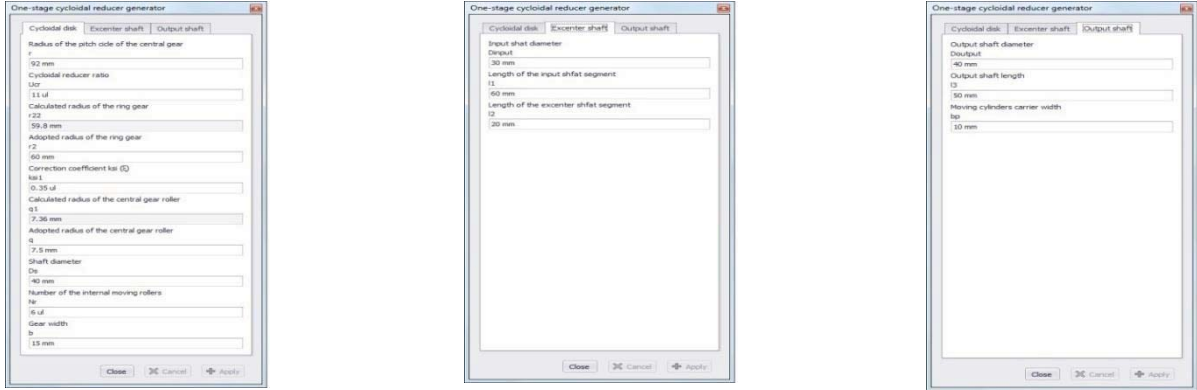 One-stage cycloidal reducer generator
Cycloidal disk Excenter shaft Output shaft
Radius of the pitch cicle of the central gear
r
92 mm
Cycloidal reducer ratio
Ucr
11 ul
Calculated radius of the ring gear
r22
59.8 mm
Adopted radius of the ring gear
r2
60 mm
Correction coefficient ksi (ξ)
ksi1
0.35 ul
Calculated radius of the central gear roller
q1
7.36 mm
Adopted radius of the central gear roller
q
7.5 mm
Shaft diameter
Ds
40 mm
Number of the internal moving rollers
Nr
6 ul
Gear width
b
15 mm
Close Cancel Apply
One-stage cycloidal reducer generator
Cycloidal disk Excenter shaft Output shaft
Input shat diameter
Dinput
30 mm
Length of the input shfat segment
l1
60 mm
Length of the excenter shfat segment
l2
20 mm
Close Cancel Apply
One-stage cycloidal reducer generator
Cycloidal disk Excenter shaft Output shaft
Output shaft diameter
Doutput
40 mm
Output shaft length
l3
50 mm
Moving cylinders carrier width
bp
10 mm
Close Cancel Apply